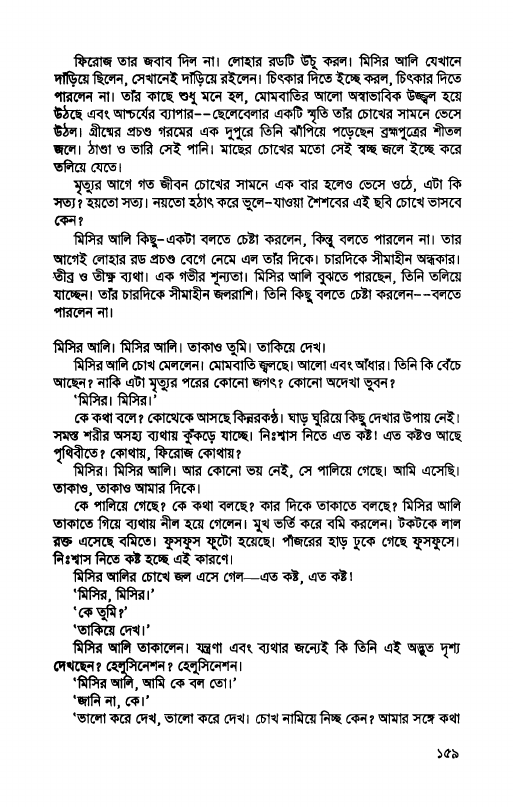 ফিরোজ তার জবাব দিল না। লোহার রডটি উঁচু করল। মিসির আলি যেখানে
দাঁড়িয়ে ছিলেন, সেখানেই দাঁড়িয়ে রইলেন। চিৎকার দিতে ইচ্ছে করল, চিৎকার দিতে
পারলেন না। তাঁর কাছে শুধু মনে হল, মোমবাতির আলো অস্বাভাবিক উজ্জ্বল হয়ে
উঠছে এবং আশ্চর্যের ব্যাপার--ছেলেবেলার একটি স্মৃতি তাঁর চোখের সামনে ভেসে
উঠল। গ্রীষ্মের প্রচণ্ড গরমের এক দুপুরে তিনি ঝাঁপিয়ে পড়েছেন ব্রহ্মপুত্রের শীতল
জলে। ঠাণ্ডা ও ভারি সেই পানি। মাছের চোখের মতো সেই স্বচ্ছ জলে ইচ্ছে করে
তলিয়ে যেতে।
মৃত্যুর আগে গত জীবন চোখের সামনে এক বার হলেও ভেসে ওঠে, এটা কি
সত্য? হয়তো সত্য। নয়তো হঠাৎ করে ভুলে-যাওয়া শৈশবের এই ছবি চোখে ভাসবে
কেন?
মিসির আলি কিছু-একটা বলতে চেষ্টা করলেন, কিন্তু বলতে পারলেন না। তার
আগেই লোহার রড প্রচণ্ড বেগে নেমে এল তাঁর দিকে। চারদিকে সীমাহীন অন্ধকার।
তীব্র ও তীক্ষ্ণ ব্যথা। এক গভীর শূন্যতা। মিসির আলি বুঝতে পারছেন, তিনি তলিয়ে
যাচ্ছেন। তাঁর চারদিকে সীমাহীন জলরাশি। তিনি কিছু বলতে চেষ্টা করলেন--বলতে
পারলেন না।
মিসির আলি। মিসির আলি। তাকাও তুমি। তাকিয়ে দেখ।
মিসির আলি চোখ মেললেন। মোমবাতি জ্বলছে। আলো এবং আঁধার। তিনি কি বেঁচে
আছেন? নাকি এটা মৃত্যুর পরের কোনো জগৎ? কোনো অদেখা ভুবন?
‘মিসির। মিসির।’
কে কথা বলে? কোত্থেকে আসছে কিন্নরকণ্ঠ। ঘাড় ঘুরিয়ে কিছু দেখার উপায় নেই।
সমস্ত শরীর অসহ্য ব্যথায় কুঁকড়ে যাচ্ছে। নিঃশ্বাস নিতে এত কষ্ট! এত কষ্টও আছে
পৃথিবীতে? কোথায়, ফিরোজ কোথায়?
মিসির। মিসির আলি। আর কোনো ভয় নেই, সে পালিয়ে গেছে। আমি এসেছি।
তাকাও, তাকাও আমার দিকে।
কে পালিয়ে গেছে? কে কথা বলছে? কার দিকে তাকাতে বলছে? মিসির আলি
তাকাতে গিয়ে ব্যথায় নীল হয়ে গেলেন। মুখ ভর্তি করে বমি করলেন। টকটকে লাল
রক্ত এসেছে বমিতে। ফুসফুস ফুটো হয়েছে। পাঁজরের হাড় ঢুকে গেছে ফুসফুসে।
নিঃশ্বাস নিতে কষ্ট হচ্ছে এই কারণে।
মিসির আলির চোখে জল এসে গেল—এত কষ্ট, এত কষ্ট!
‘মিসির, মিসির।’
‘কে তুমি?’
‘তাকিয়ে দেখ।’
মিসির আলি তাকালেন। যন্ত্রণা এবং ব্যথার জন্যেই কি তিনি এই অদ্ভুত দৃশ্য
দেখছেন? হেলুসিনেশন? হেলুসিনেশন।
‘মিসির আলি, আমি কে বল তো।’
‘জানি না, কে।’
‘ভালো করে দেখ, ভালো করে দেখ। চোখ নামিয়ে নিচ্ছ কেন? আমার সঙ্গে কথা
১৫৯